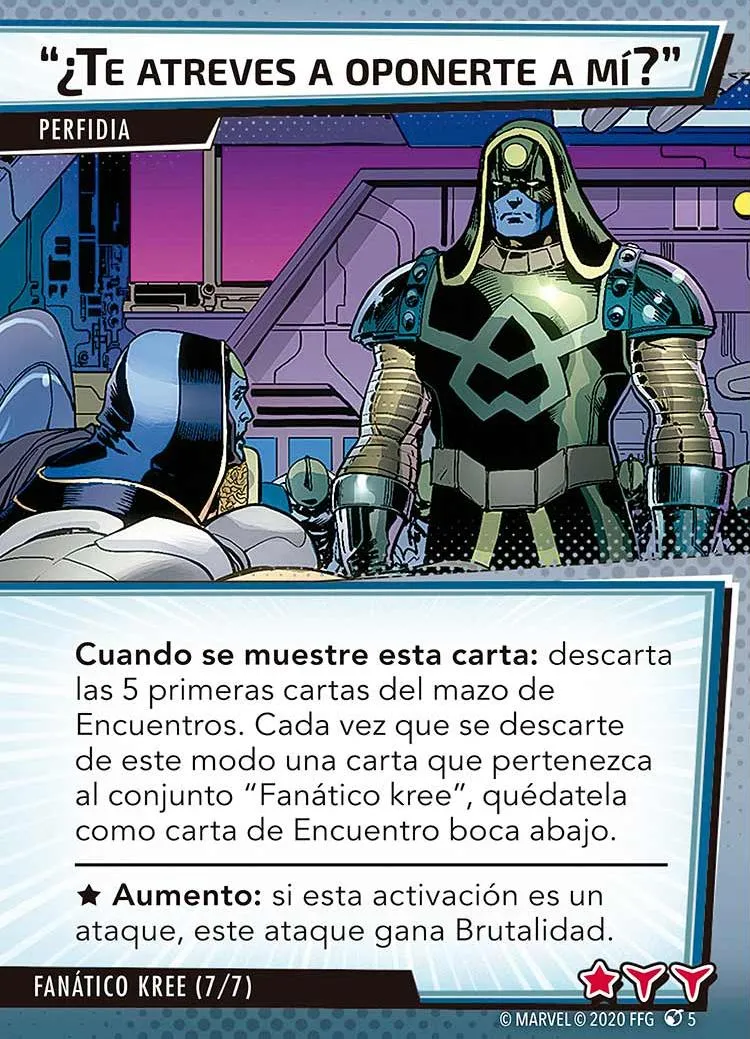 “¿Te atreves a oponerte a mí?”
PERFIDIA
Cuando se muestre esta carta: descarta
las 5 primeras cartas del mazo de
Encuentros. Cada vez que se descarte
de este modo una carta que pertenezca
al conjunto “Fanático kree”, quédatela
como carta de Encuentro boca abajo.
★ Aumento: si esta activación es un
ataque, este ataque gana Brutalidad.
FANÁTICO KREE (7/7)
© MARVEL © 2020 FFG 5